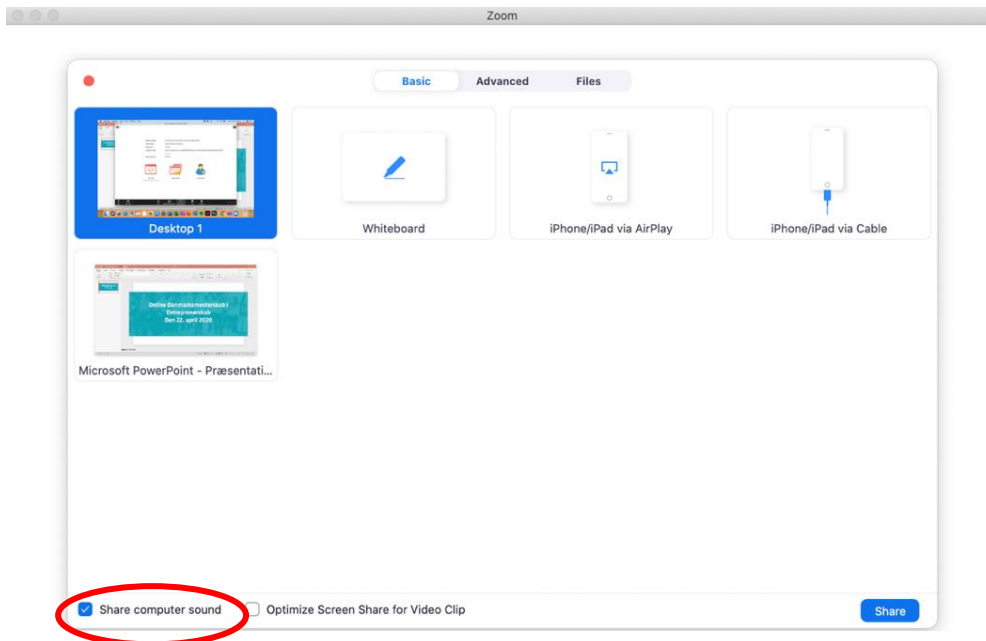 Zoom
Basic Advanced Files
Desktop 1 Whiteboard iPhone/iPad via AirPlay iPhone/iPad via Cable
Online Danmarksmesterskab i
Entreprenørskab
Den 22. april 2020
Microsoft PowerPoint - Præsentati...
Share computer sound Optimize Screen Share for Video Clip Share